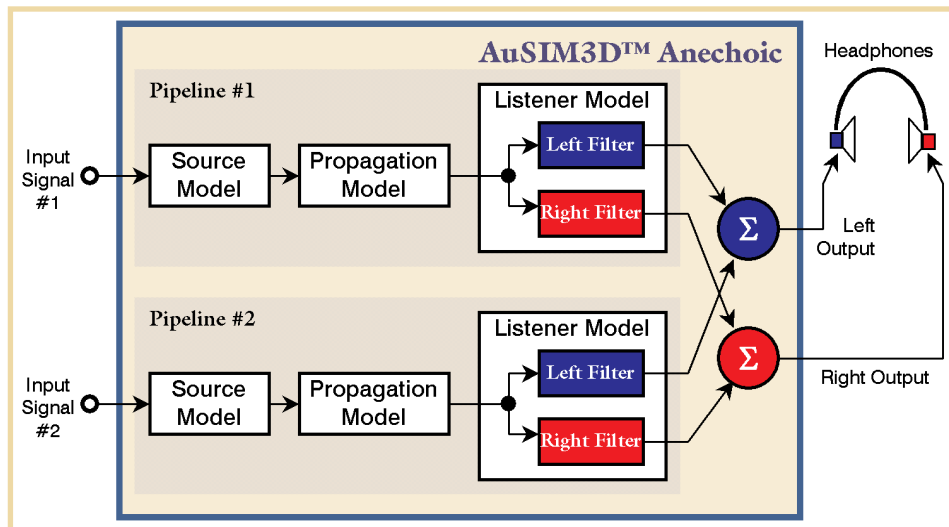 AuSIM3D™ Anechoic
Headphones
Pipeline #1
Listener Model
Left Filter
Input
Signal
#1
Source
Model
Propagation
Model
Right Filter
Σ
Left
Output
Pipeline #2
Listener Model
Left Filter
Σ
Right Output
Input
Signal
#2
Source
Model
Propagation
Model
Right Filter